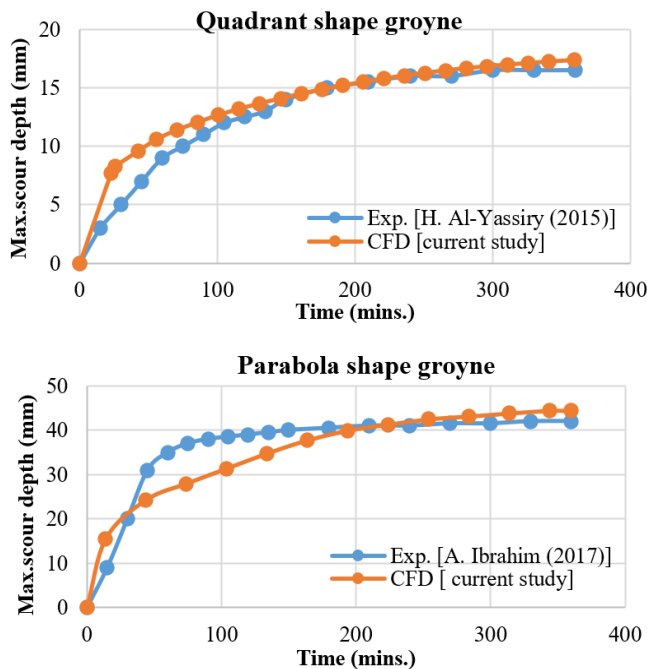 Quadrant shape groyne
Max.scour depth (mm)
20
15
10
5
0
Exp. [H. Al-Yassiry (2015)]
CFD [current study]
0 100 200 300 400
Time (mins.)
Parabola shape groyne
Max.scour depth (mm)
50
40
30
20
10
0
Exp. [A. Ibrahim (2017)]
CFD [ current study]
0 100 200 300 400
Time (mins.)